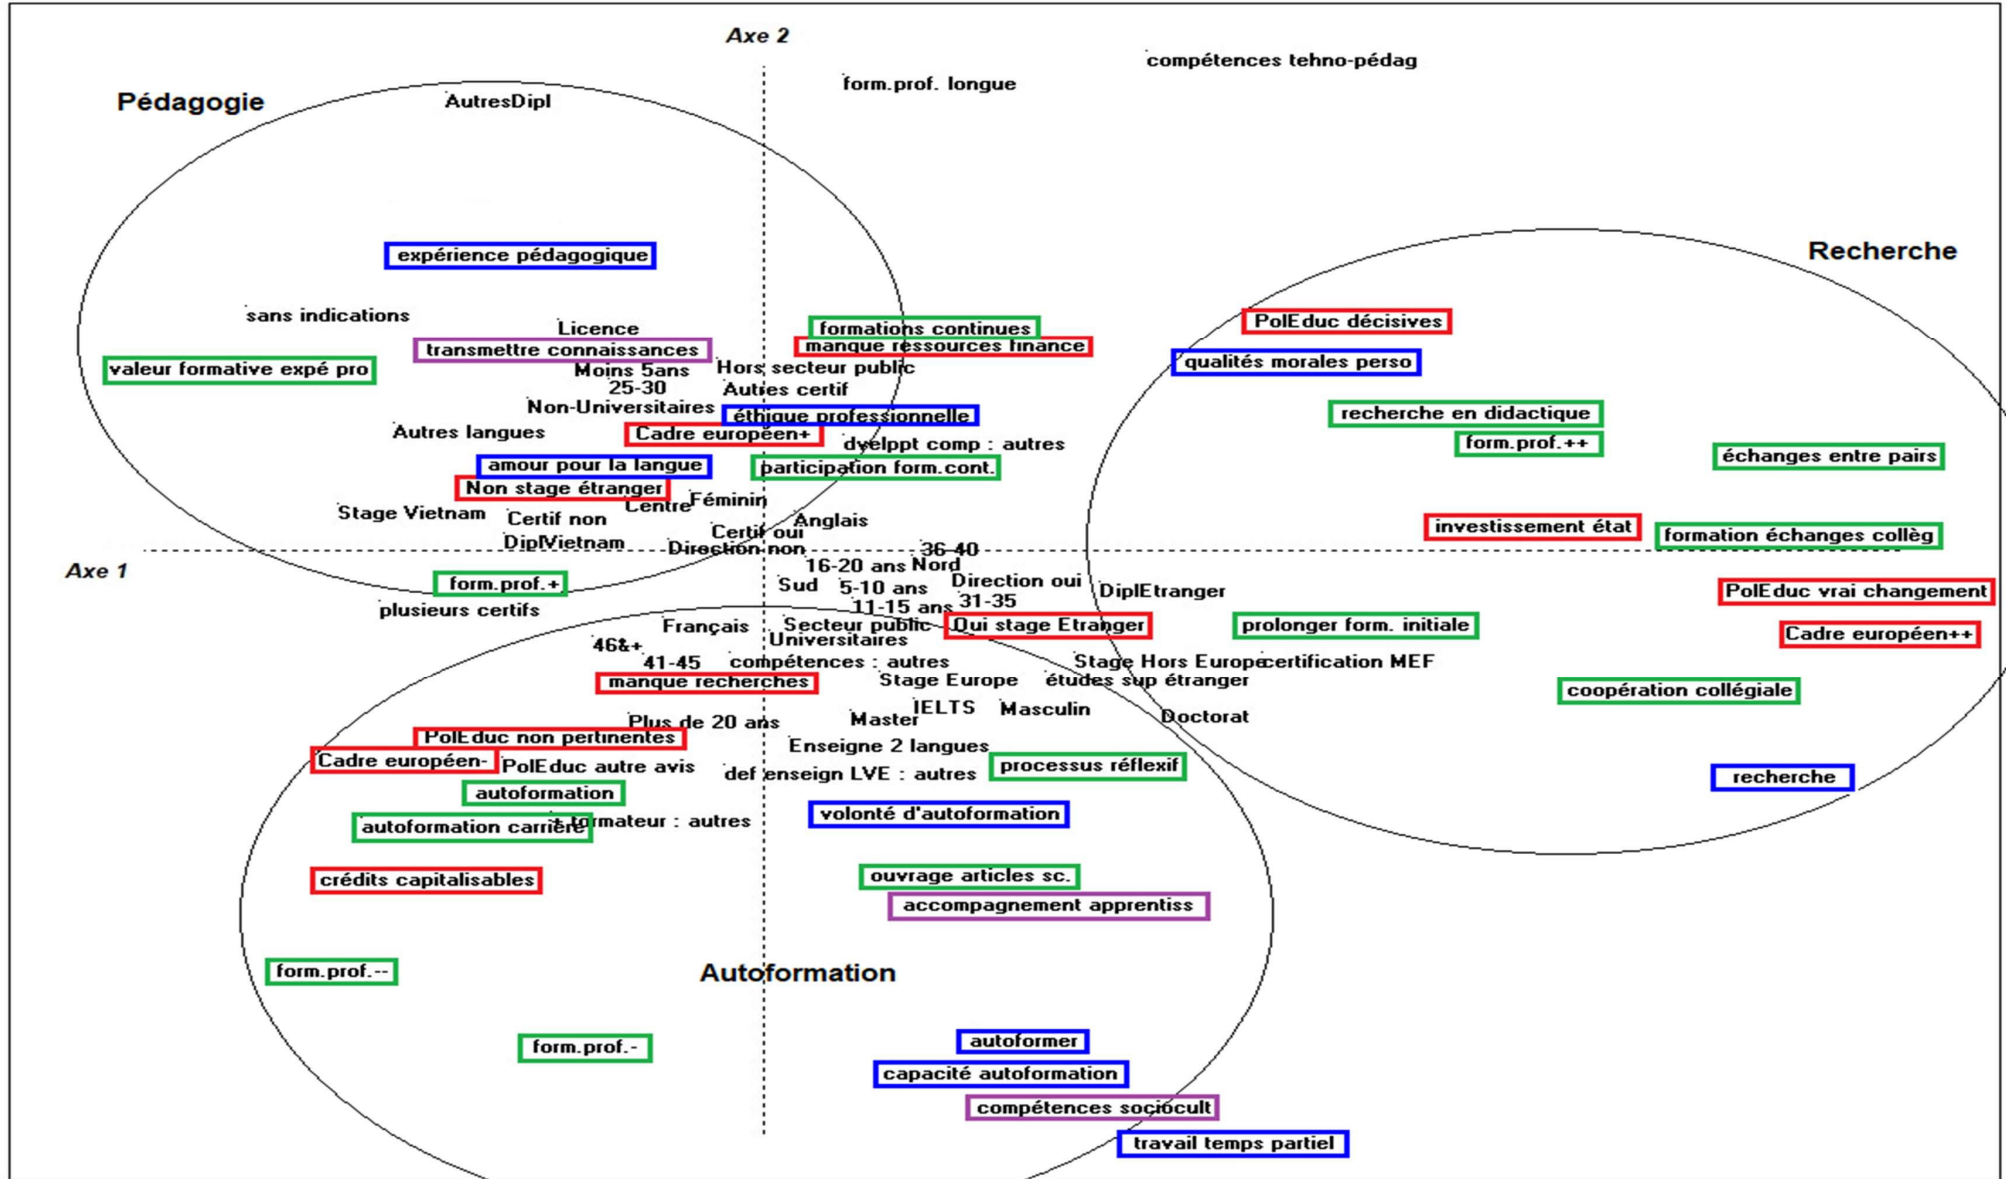 Axe 2
compétences tehno-pédag
form.prof. longue
Pédagogie
AutresDipl
Recherche
expérience pédagogique
sans indications
Licence
formations continues
PolEduc décisives
transmettre connaissances
manque ressources finance
valeur formative expé pro
Moins 5ans
Hors secteur public
qualités morales perso
25-30
Autres certif
Non-Universitaires
éthique professionnelle
recherche en didactique
Autres langues
Cadre européen+
dvelppt comp : autres
form.prof.++
échanges entre pairs
amour pour la langue
participation form.cont.
Non stage étranger
Centre
Féminin
Stage Vietnam
Certif non
Anglais
Certif oui
investissement état
formation échanges collèg
DiplVietnam
Direction non
36-40
Axe 1
16-20 ans
Nord
form.prof.+
Sud
5-10 ans
Direction oui
DiplEtranger
PolEduc vrai changement
plusieurs certifs
11-15 ans
31-35
Français
Secteur public
Qui stage Etranger
prolonger form. initiale
Cadre européen++
46&+
Universitaires
41-45
compétences : autres
Stage Hors Europe
certification MEF
manque recherches
Stage Europe
études sup étranger
coopération collégiale
IELTS
Masculin
Plus de 20 ans
Master
Doctorat
PolEduc non pertinentes
Enseigne 2 langues
Cadre européen-
PolEduc autre avis
def enseign LVE : autres
processus réflexif
recherche
autoformation
autoformation carrière
formateur : autres
volonté d'autoformation
crédits capitalisables
ouvrage articles sc.
accompagnement apprentiss
form.prof.--
Autoformation
form.prof.-
autoformer
capacité autoformation
compétences sociocult
travail temps partiel